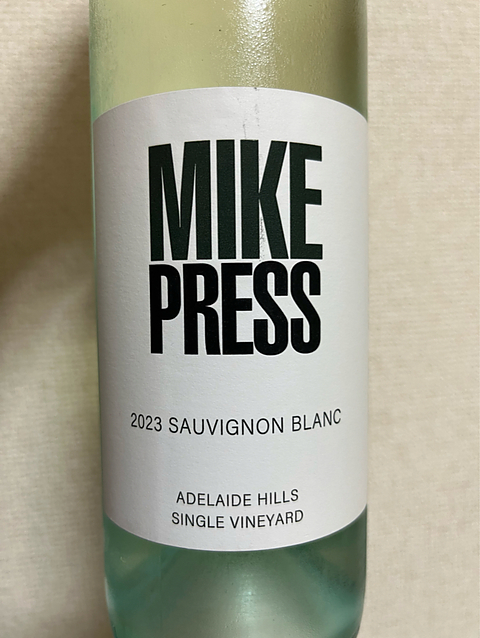 MIKE
PRESS
2023 SAUVIGNON BLANC
ADELAIDE HILLS
SINGLE VINEYARD